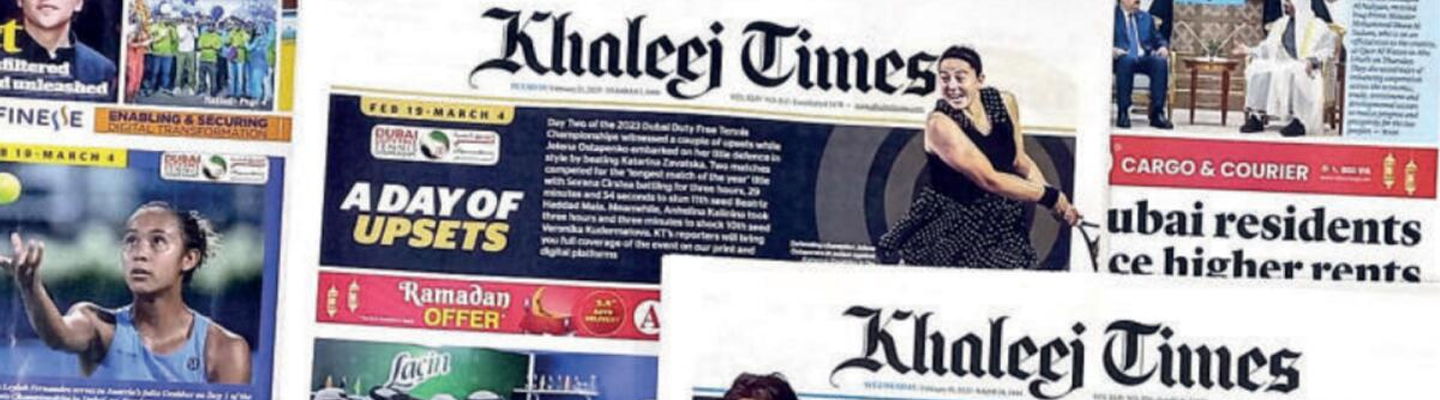 t
filtered
d unleashed
FINESSE
ENABLING & SECURING
DIGITAL TRANSFORMATION
B 19-MARCH 4
DUBAI
Khaleej Times
FEB 19-MARCH 4
DUBAI
A DAY OF
UPSETS
Day Two of the 2023 Dubai Duty Free Tennis
Championships witnessed a couple of upsets while
Jelena Ostapenko embarked on her title defence in
style by beating Katarina Zavatska. Two matches
competed for the 'longest match of the year' title
with Sorana Cirstea battling for three hours, 29
minutes and 54 seconds to stun 11th seed Beatriz
Haddad Maia. Meanwhile, Anhelina Kalinina took
three hours and three minutes to shock 10th seed
Veronika Kudermetova. KT's reporters will bring
you full coverage of the event on our print and
digital platforms
Ramadan
OFFER*
A
Lacin
CARGO & COURIER
ubai residents
ce higher rents
Khaleej Times